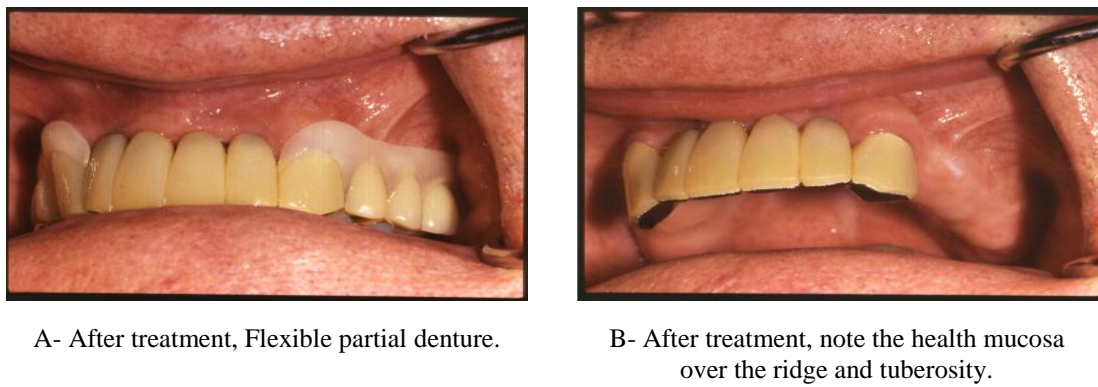 A- After treatment, Flexible partial denture.
B- After treatment, note the health mucosa
over the ridge and tuberosity.